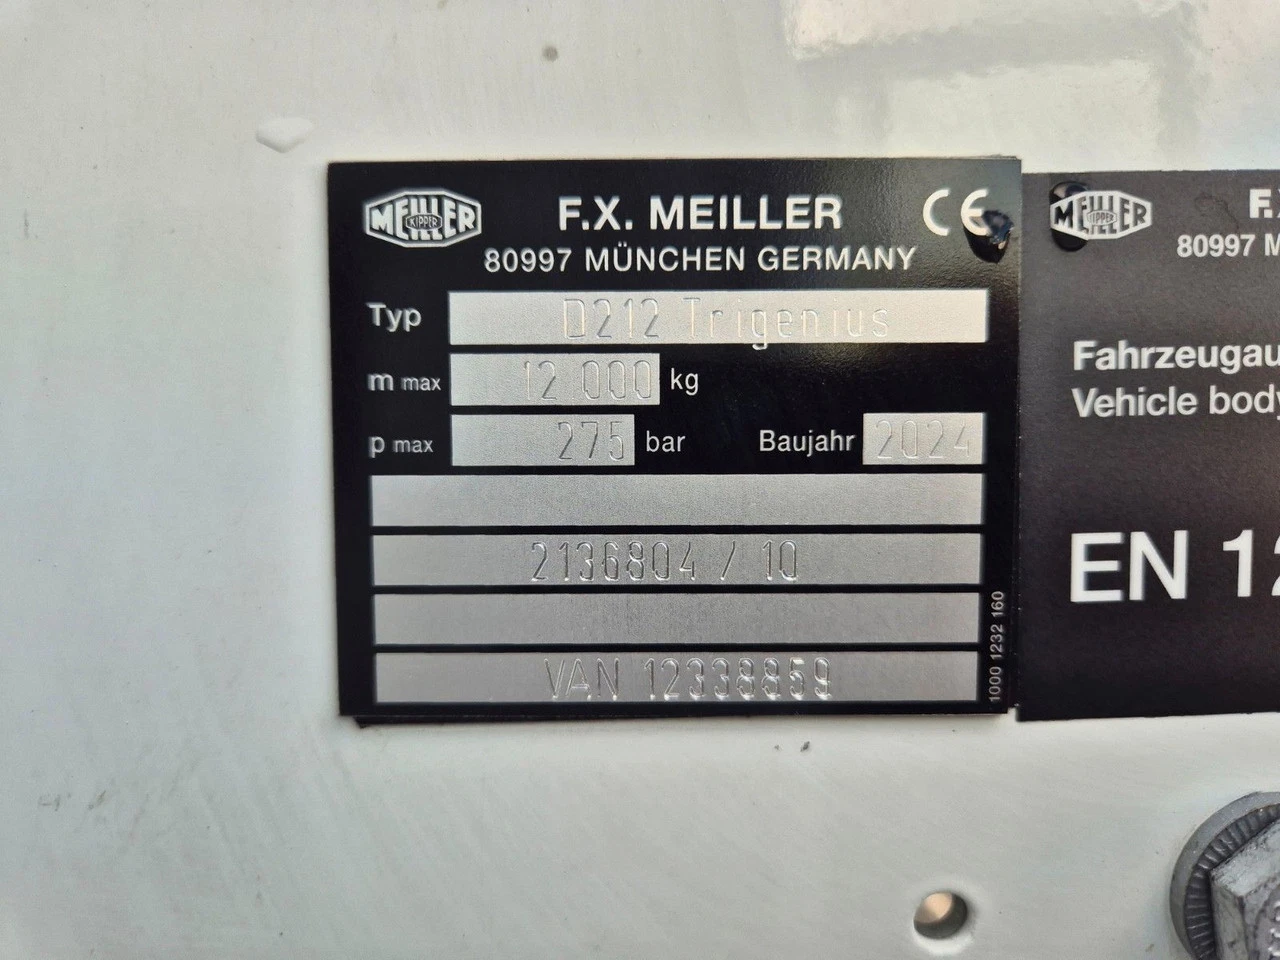 MEILLER
KIPPER
F.X. MEILLER CE
80997 MÜNCHEN GERMANY
Typ D212 Trigenius
m max 12 000 kg
p max 275 bar Baujahr 2024
2136804 / 10
VAN 12338859
1000 1232 160
MEILLER
KIPPER
F.
80997 M
Fahrzeugau
Vehicle body
EN 12